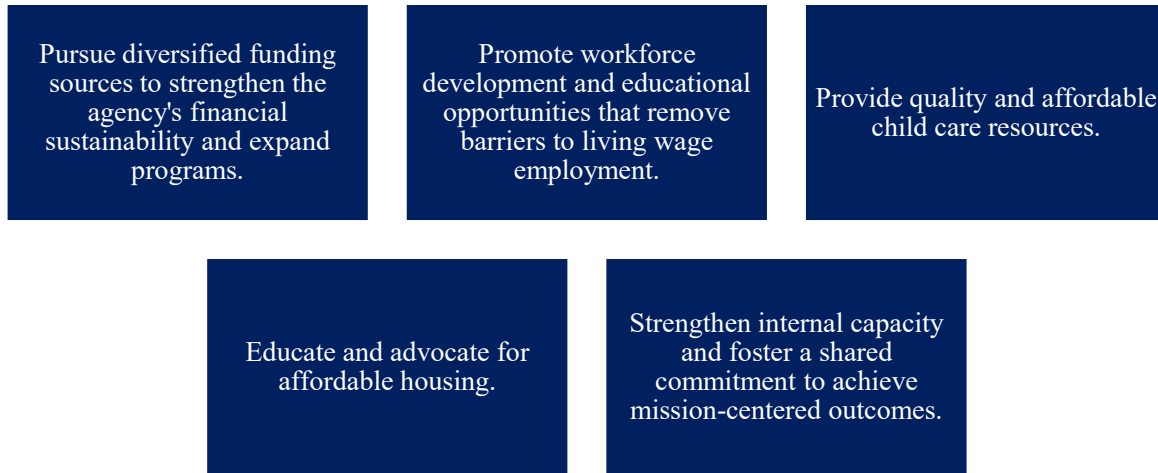 Pursue diversified funding
sources to strengthen the
agency's financial
sustainability and expand
programs.
Promote workforce
development and educational
opportunities that remove
barriers to living wage
employment.
Provide quality and affordable
child care resources.
Educate and advocate for
affordable housing.
Strengthen internal capacity
and foster a shared
commitment to achieve
mission-centered outcomes.